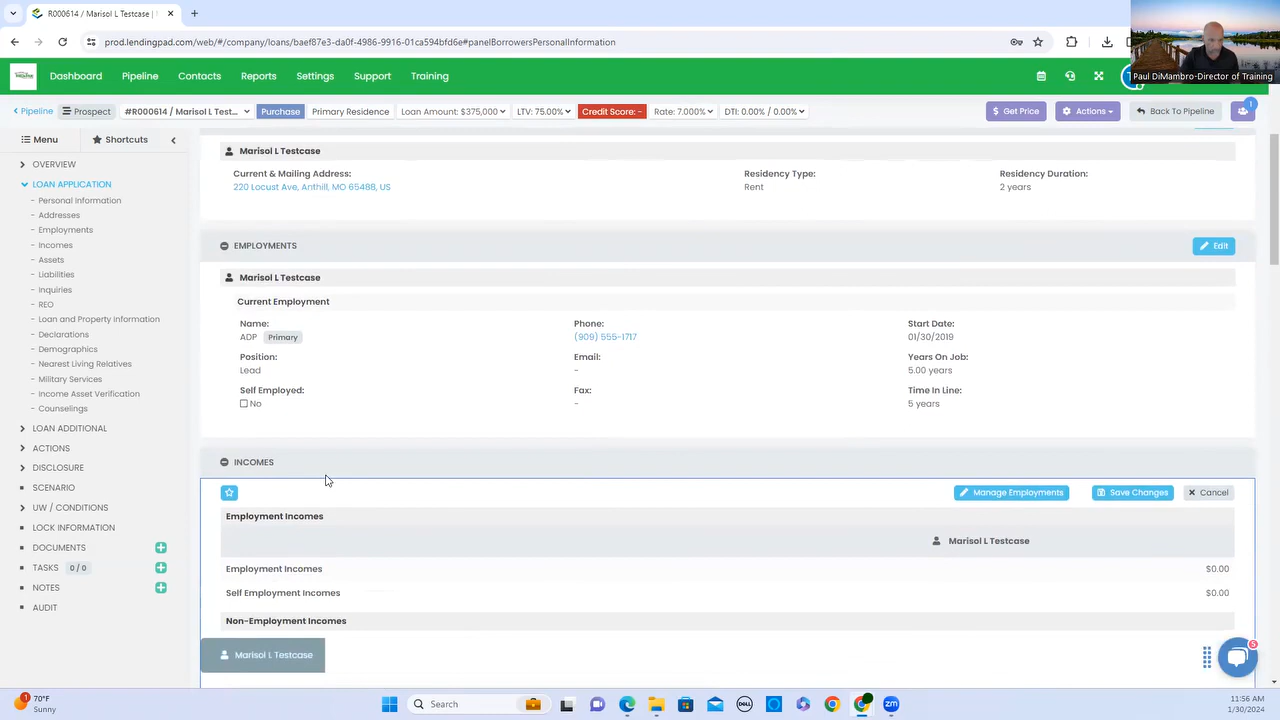 R000614 / Marisol L Testcase |
prod.lendingpad.com/web/#/company/loans/baef87e3-da0f-4986-9916-01ca594bfd6e#panelBorrowersPersonalInformation
Paul DiMambro-Director of Training
Dashboard Pipeline Contacts Reports Settings Support Training
Pipeline Prospect #R000614 / Marisol L Test... Purchase Primary Residence Loan Amount: $375,000 LTV: 75.00% Credit Score: - Rate: 7.000% DTI: 0.00% / 0.00% Get Price Actions Back To Pipeline 1
Menu Shortcuts
OVERVIEW
LOAN APPLICATION
- Personal Information
- Addresses
- Employments
- Incomes
- Assets
- Liabilities
- Inquiries
- REO
- Loan and Property Information
- Declarations
- Demographics
- Nearest Living Relatives
- Military Services
- Income Asset Verification
- Counselings
LOAN ADDITIONAL
ACTIONS
DISCLOSURE
SCENARIO
UW / CONDITIONS
LOCK INFORMATION
DOCUMENTS
TASKS 0 / 0
NOTES
AUDIT
Marisol L Testcase
Current & Mailing Address: Residency Type: Residency Duration:
220 Locust Ave, Anthill, MO 65488, US Rent 2 years
EMPLOYMENTS Edit
Marisol L Testcase
Current Employment
Name: Phone: Start Date:
ADP Primary (909) 555-1717 01/30/2019
Position: Email: Years On Job:
Lead - 5.00 years
Self Employed: Fax: Time In Line:
No - 5 years
INCOMES
Manage Employments Save Changes Cancel
Employment Incomes
Marisol L Testcase
Employment Incomes $0.00
Self Employment Incomes $0.00
Non-Employment Incomes
Marisol L Testcase
5
1 70°F
Sunny
Search
DELL
zm
11:56 AM
1/30/2024